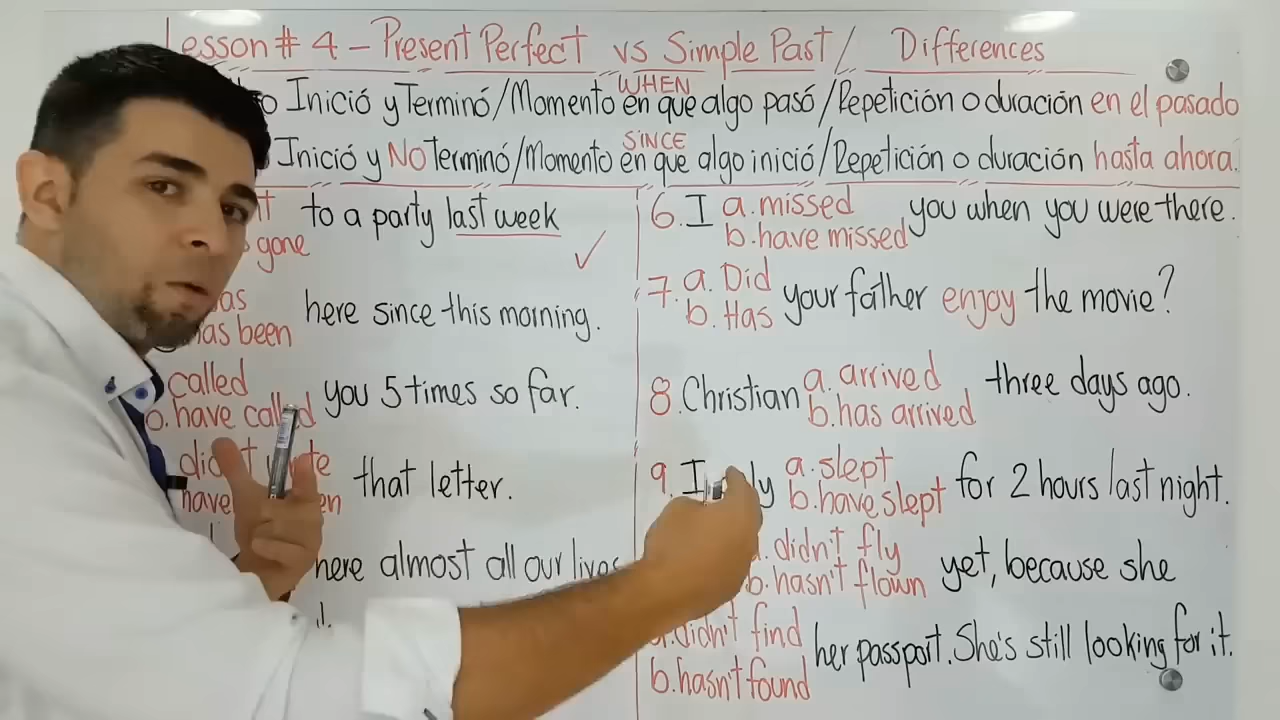 Lesson # 4 – Present Perfect vs Simple Past / Differences
WHEN
Inició y Terminó / Momento en que algo pasó / Repetición o duración en el pasado
SINCE
Inició y NO Terminó / Momento en que algo inició / Repetición o duración hasta ahora.
to a party last week
gone
here since this morning.
has been
called
b. have called
you 5 times so far.
that letter.
here almost all our lives
6. I
a. missed
b. have missed
you when you were there.
7.
a. Did
b. Has
your father enjoy the movie?
8. Christian
a. arrived
b. has arrived
three days ago.
9. I
a. slept
b. have slept
for 2 hours last night.
didn't fly
b. hasn't flown
yet, because she
didn't find
b. hasn't found
her passport. She's still looking for it.